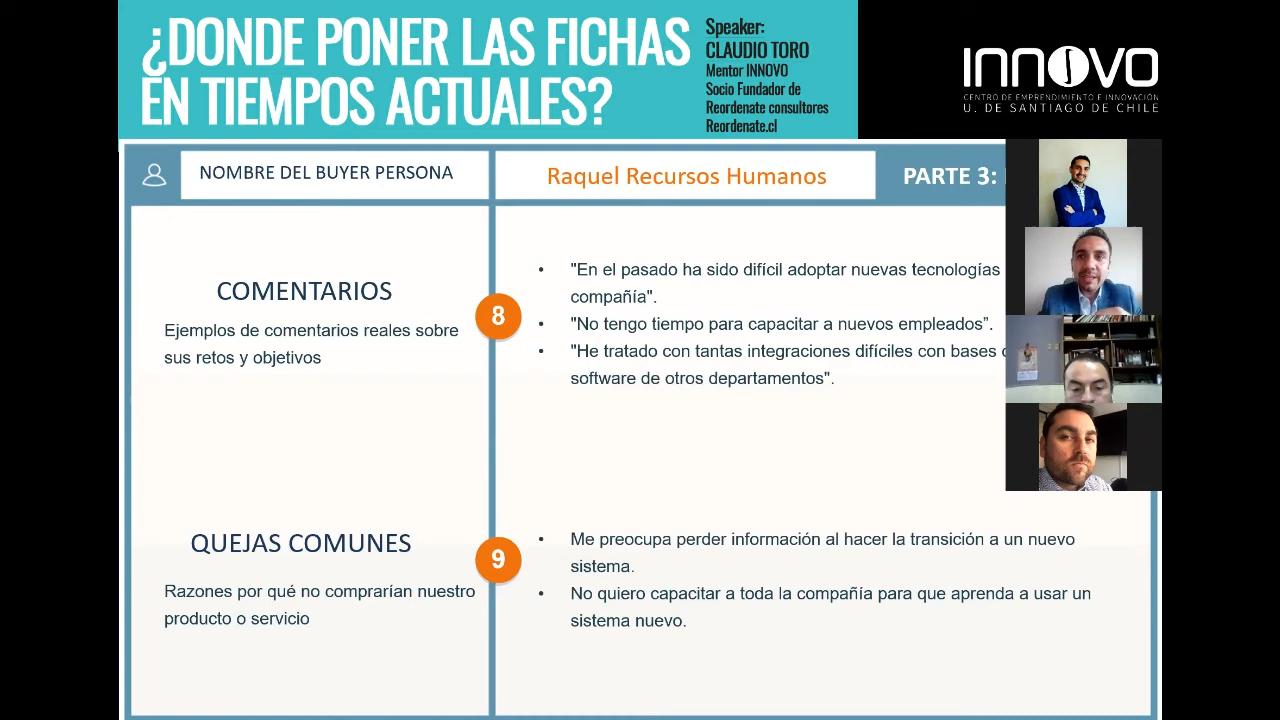 ¿DONDE PONER LAS FICHAS
EN TIEMPOS ACTUALES?
Speaker:
CLAUDIO TORO
Mentor INNOVO
Socio Fundador de
Reordenate consultores
Reordenate.cl
INNOVO
CENTRO DE EMPRENDIMIENTO E INNOVACIÓN
U. DE SANTIAGO DE CHILE
NOMBRE DEL BUYER PERSONA
Raquel Recursos Humanos
PARTE 3:
COMENTARIOS
Ejemplos de comentarios reales sobre
sus retos y objetivos
8
• "En el pasado ha sido difícil adoptar nuevas tecnologías
compañía".
• "No tengo tiempo para capacitar a nuevos empleados”.
• "He tratado con tantas integraciones difíciles con bases
software de otros departamentos".
QUEJAS COMUNES
Razones por qué no comprarían nuestro
producto o servicio
9
• Me preocupa perder información al hacer la transición a un nuevo
sistema.
• No quiero capacitar a toda la compañía para que aprenda a usar un
sistema nuevo.